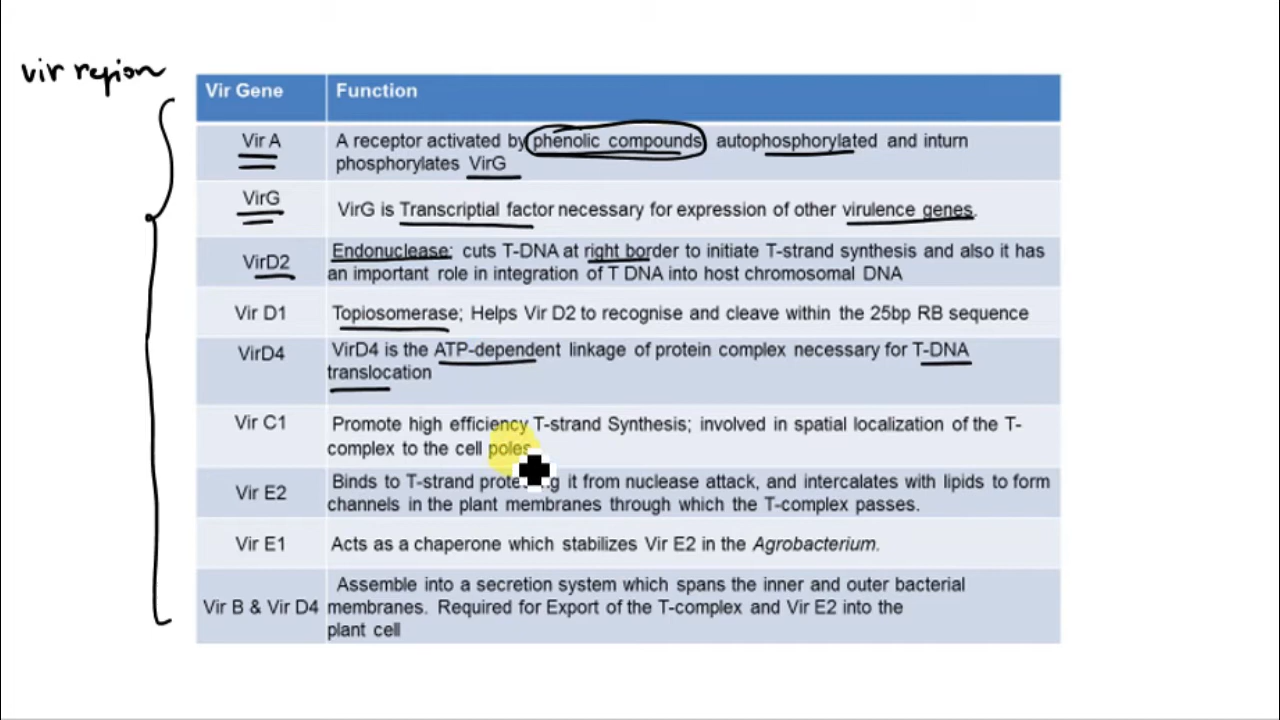 vir region
Vir Gene Function
Vir A A receptor activated by phenolic compounds autophosphorylated and inturn
phosphorylates VirG
VirG VirG is Transcriptial factor necessary for expression of other virulence genes.
VirD2 Endonuclease; cuts T-DNA at right border to initiate T-strand synthesis and also it has
an important role in integration of T DNA into host chromosomal DNA
Vir D1 Topiosomerase; Helps Vir D2 to recognise and cleave within the 25bp RB sequence
VirD4 VirD4 is the ATP-dependent linkage of protein complex necessary for T-DNA
translocation
Vir C1 Promote high efficiency T-strand Synthesis; involved in spatial localization of the T-
complex to the cell poles
Vir E2 Binds to T-strand protecting it from nuclease attack, and intercalates with lipids to form
channels in the plant membranes through which the T-complex passes.
Vir E1 Acts as a chaperone which stabilizes Vir E2 in the Agrobacterium.
Assemble into a secretion system which spans the inner and outer bacterial
Vir B & Vir D4 membranes. Required for Export of the T-complex and Vir E2 into the
plant cell